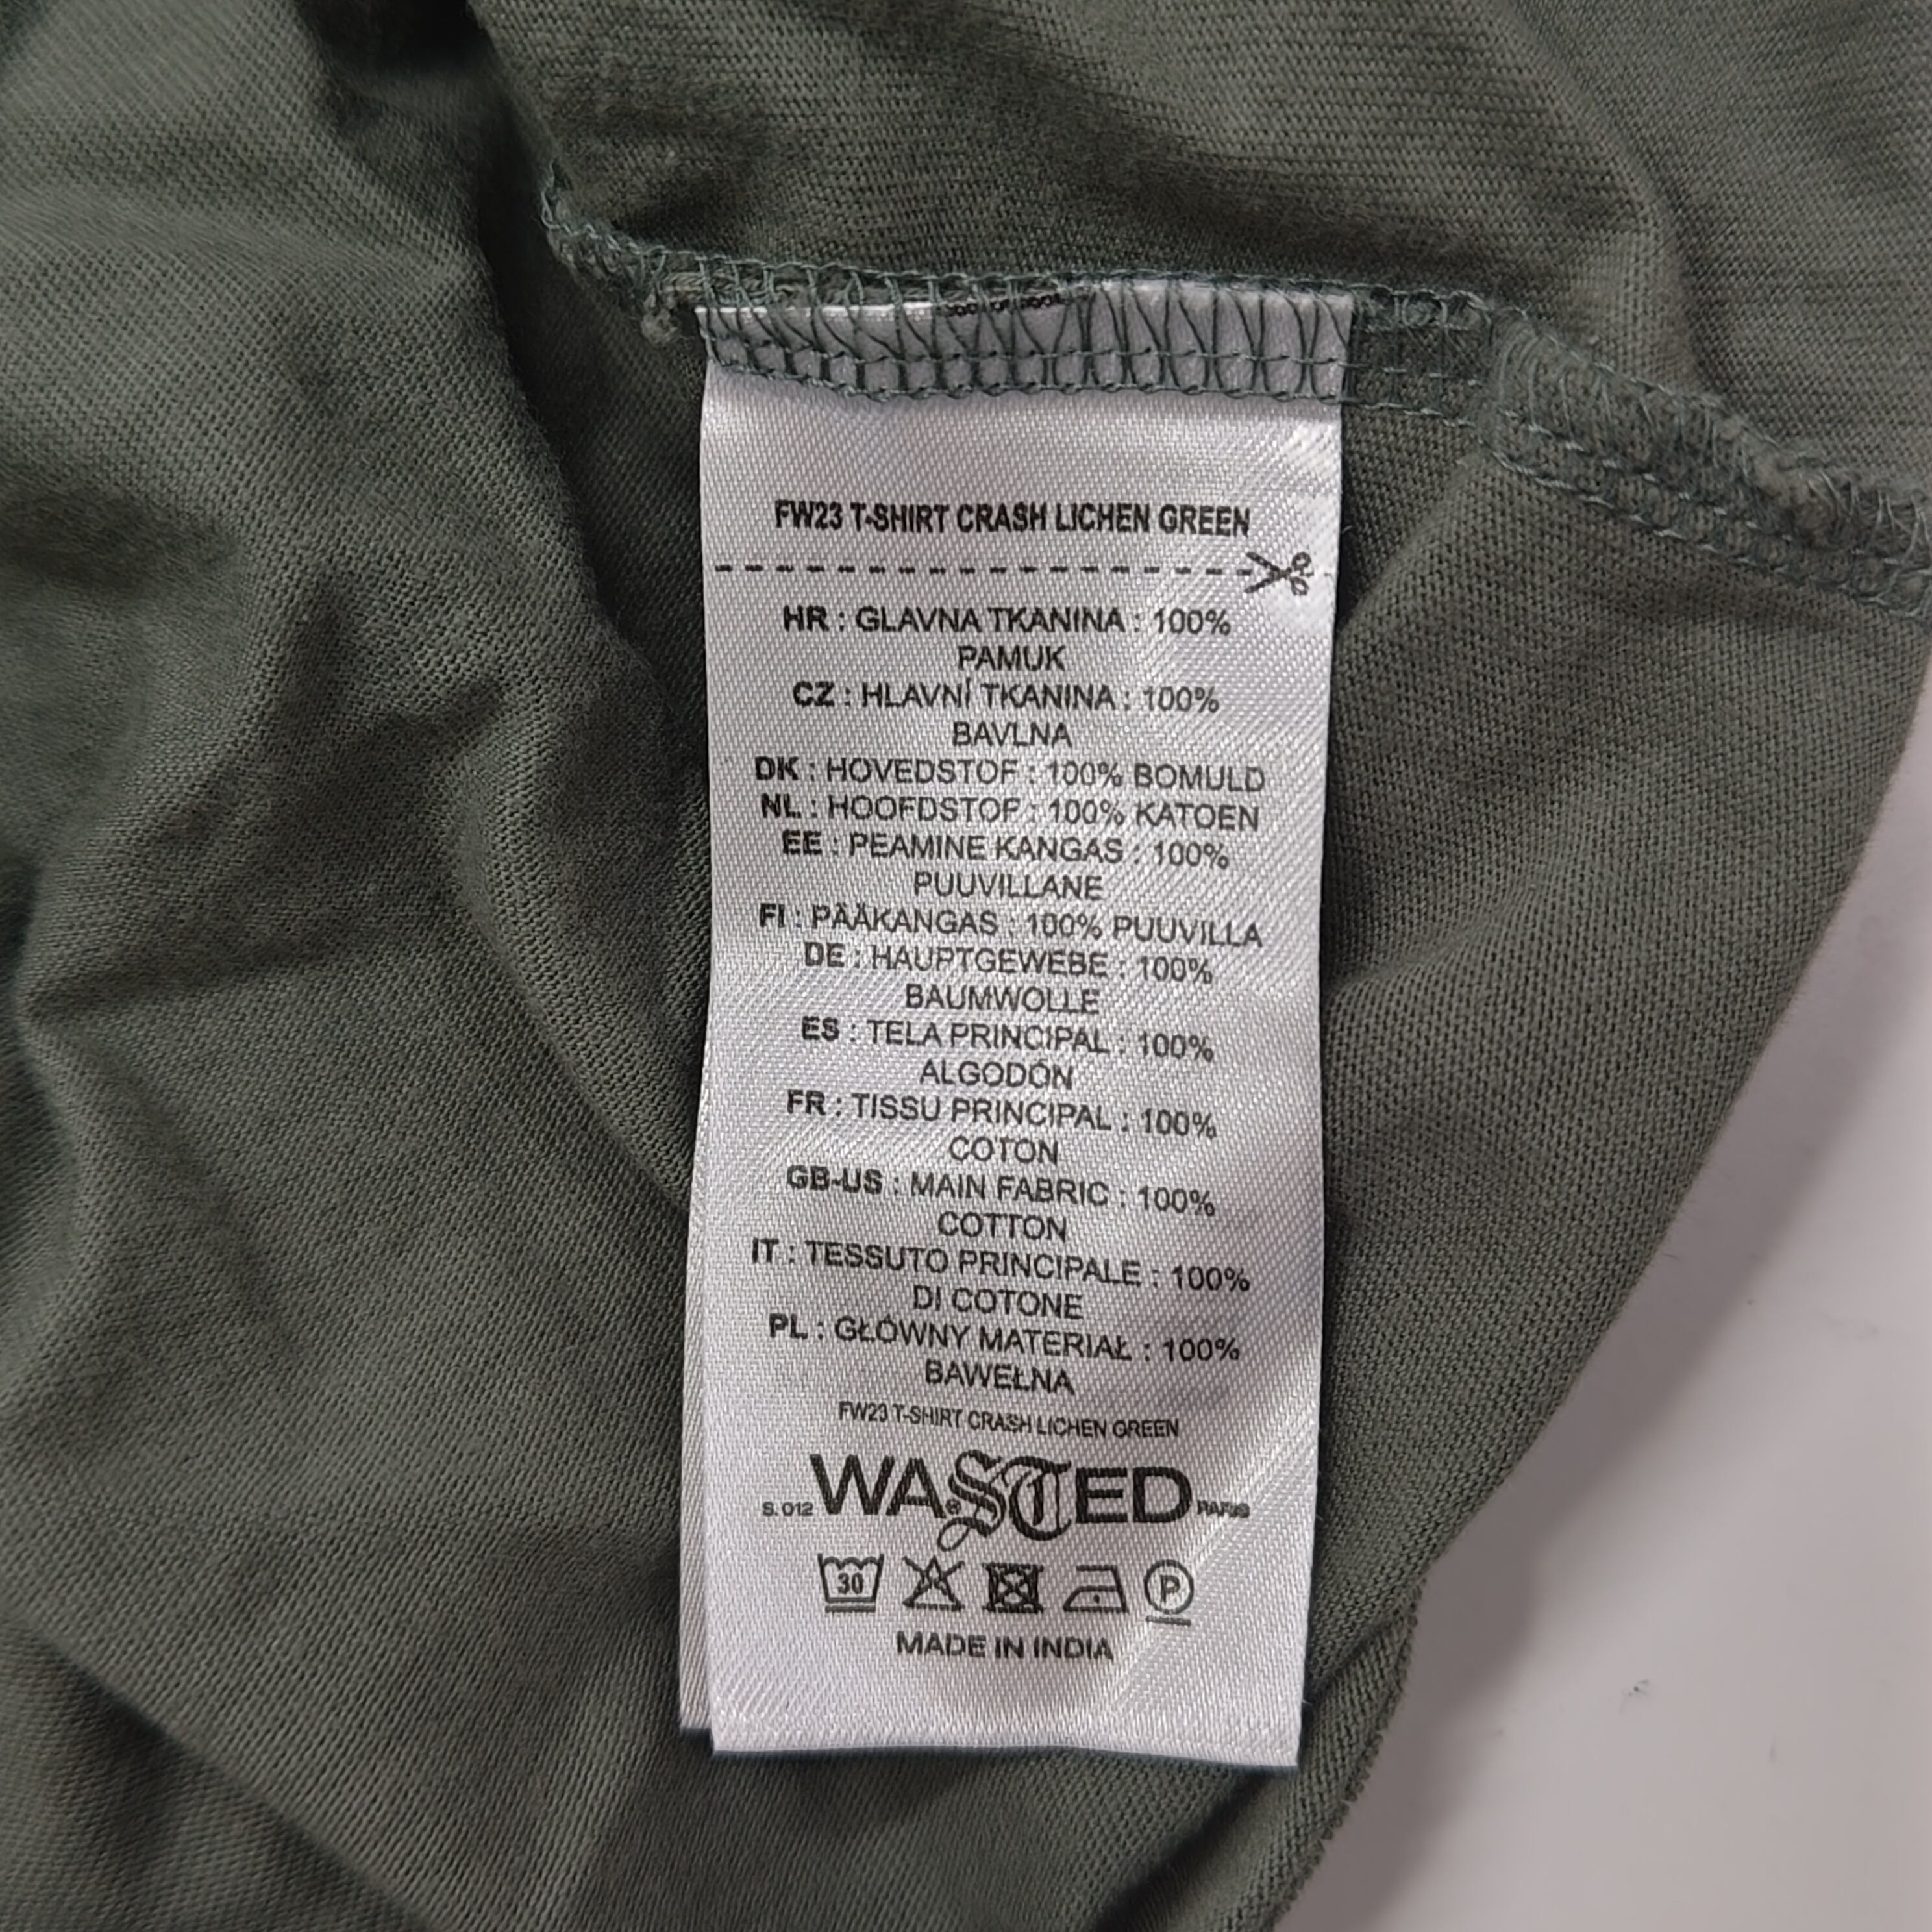 FW23 T-SHIRT CRASH LICHEN GREEN
HR : GLAVNA TKANINA : 100%
PAMUK
CZ : HLAVNÍ TKANINA : 100%
BAVLNA
DK : HOVEDSTOF : 100% BOMULD
NL : HOOFDSTOF : 100% KATOEN
EE : PEAMINE KANGAS : 100%
PUUVILLANE
FI : PÄÄKANGAS : 100% PUUVILLA
DE : HAUPTGEWEBE : 100%
BAUMWOLLE
ES : TELA PRINCIPAL : 100%
ALGODÓN
FR : TISSU PRINCIPAL : 100%
COTON
GB-US : MAIN FABRIC : 100%
COTTON
IT : TESSUTO PRINCIPALE : 100%
DI COTONE
PL : GŁÓWNY MATERIAŁ : 100%
BAWEŁNA
FW23 T-SHIRT CRASH LICHEN GREEN
S.012 WASTED ® PARIS
30 P
MADE IN INDIA